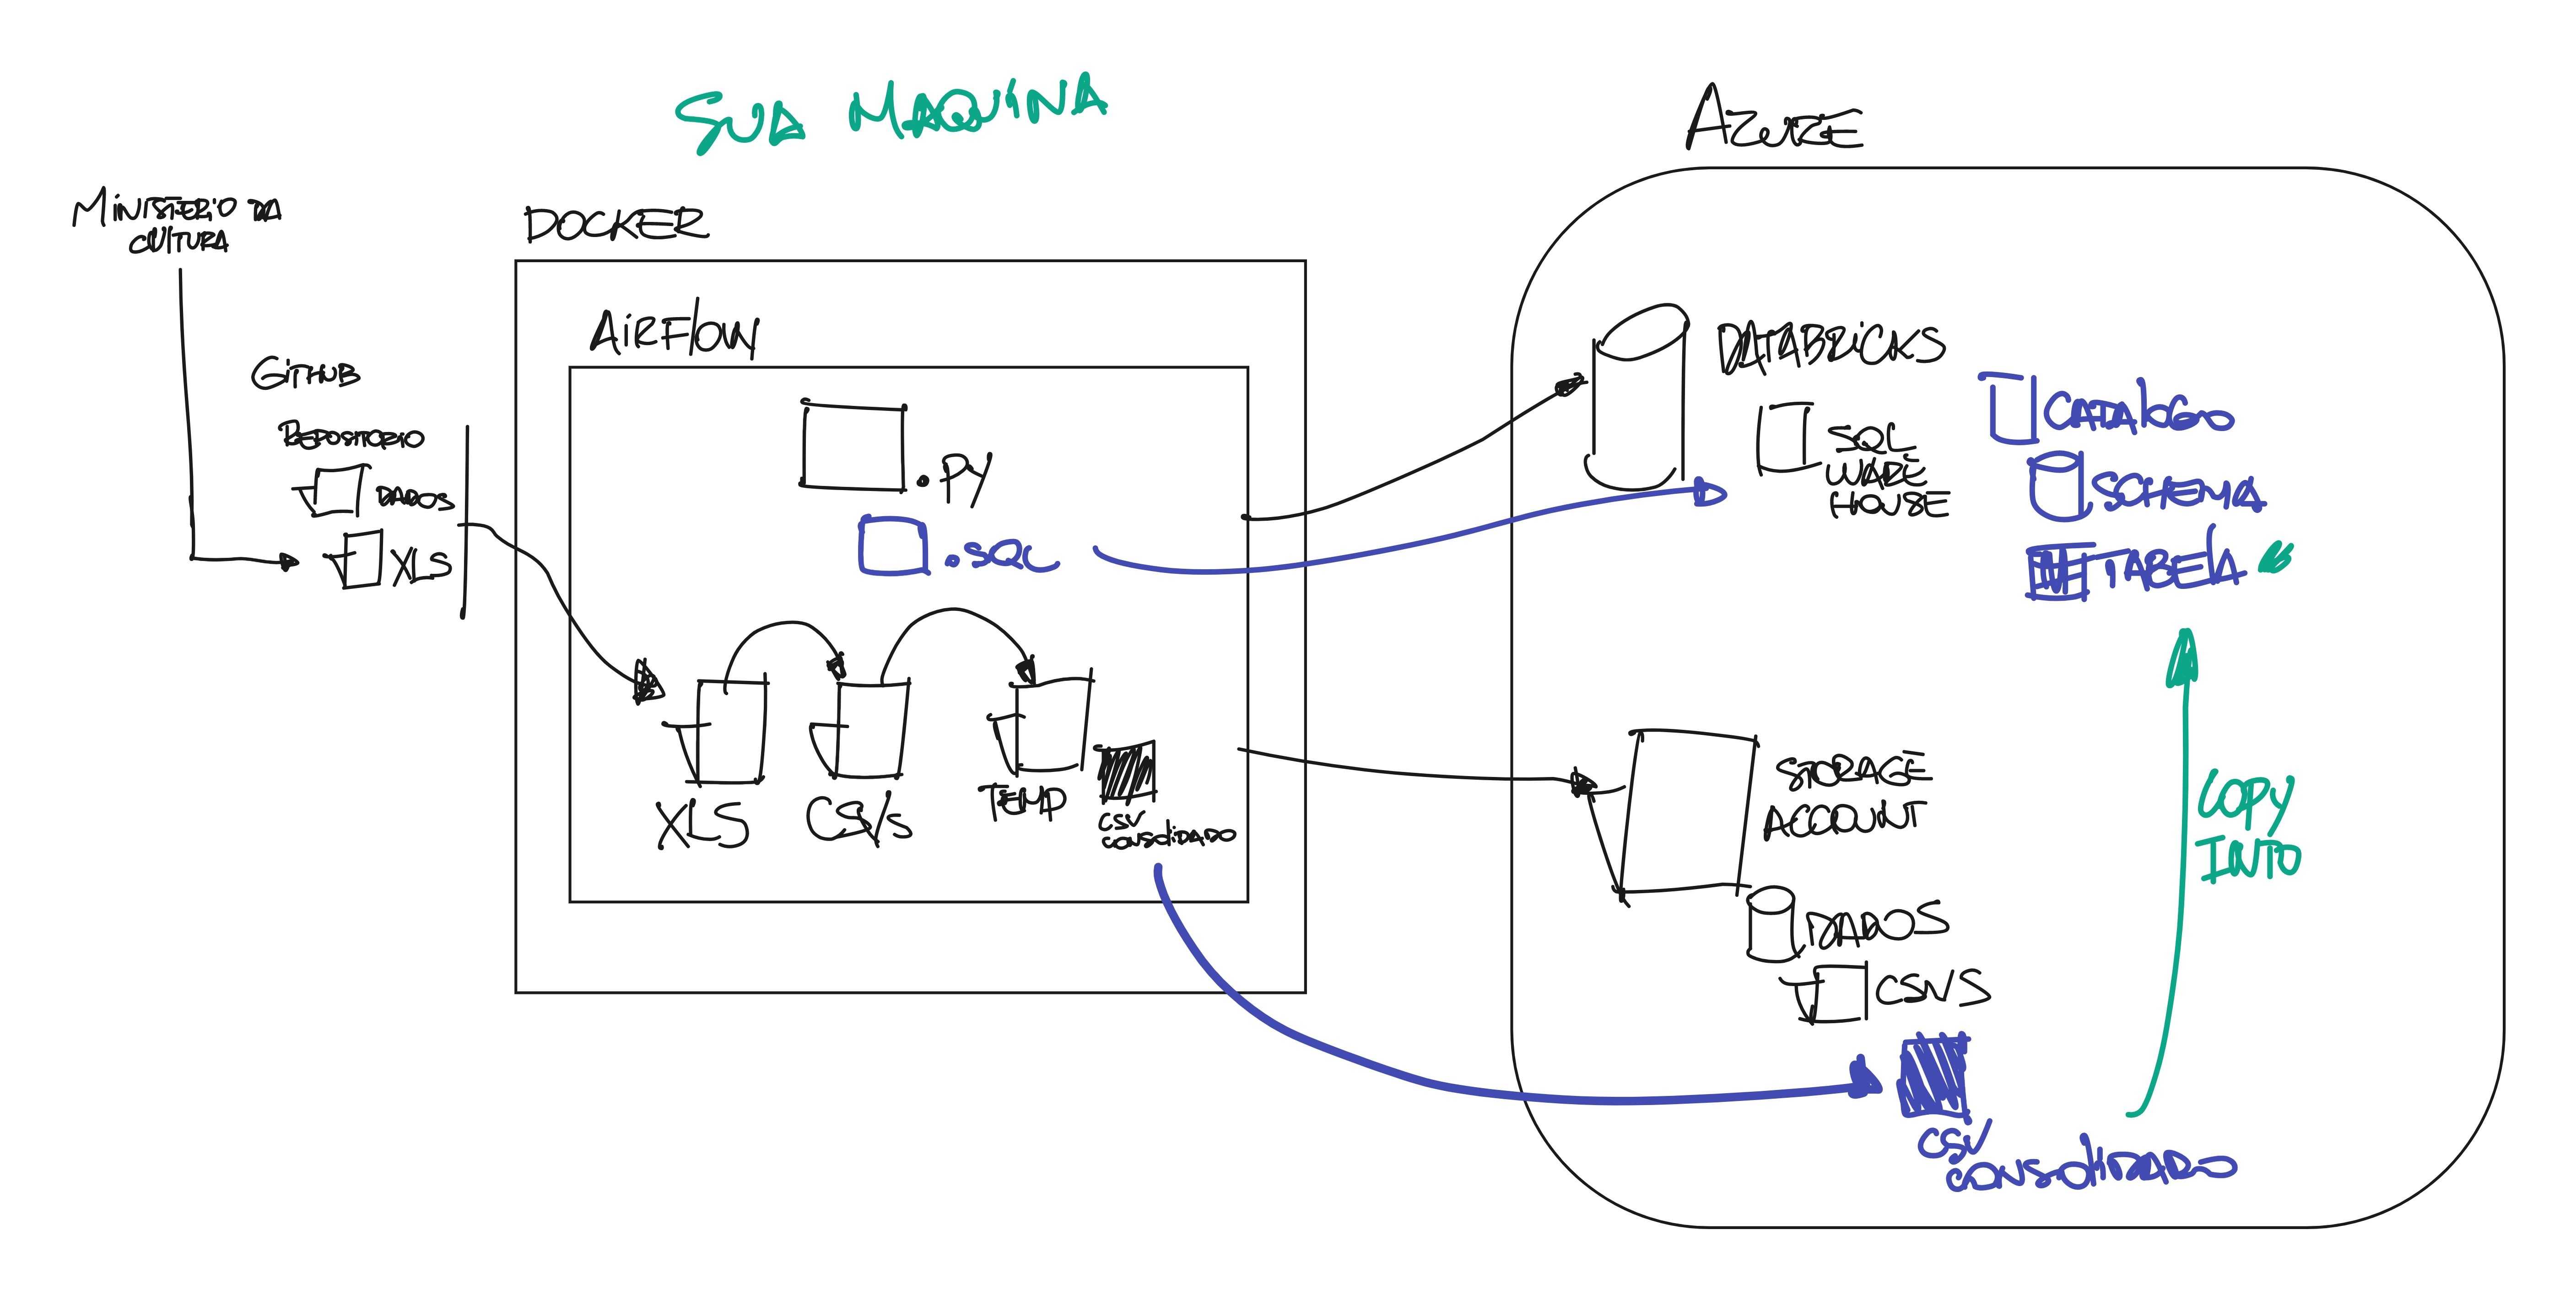 SUA MAQUINA
AZURE
MINISTERIO DA
CULTURA
DOCKER
AIRFLOW
GITHUB
REPOSITORIO
DADOS
XLS
.PY
.SQL
XLS
CSVs
TEMP
CSV
CONSOLIDADO
DATABRICKS
SQL
WARE
HOUSE
CATALOGO
SCHEMA
TABELA
STORAGE
ACCOUNT
DADOS
CSVS
CSV
CONSOLIDADO
COPY
INTO